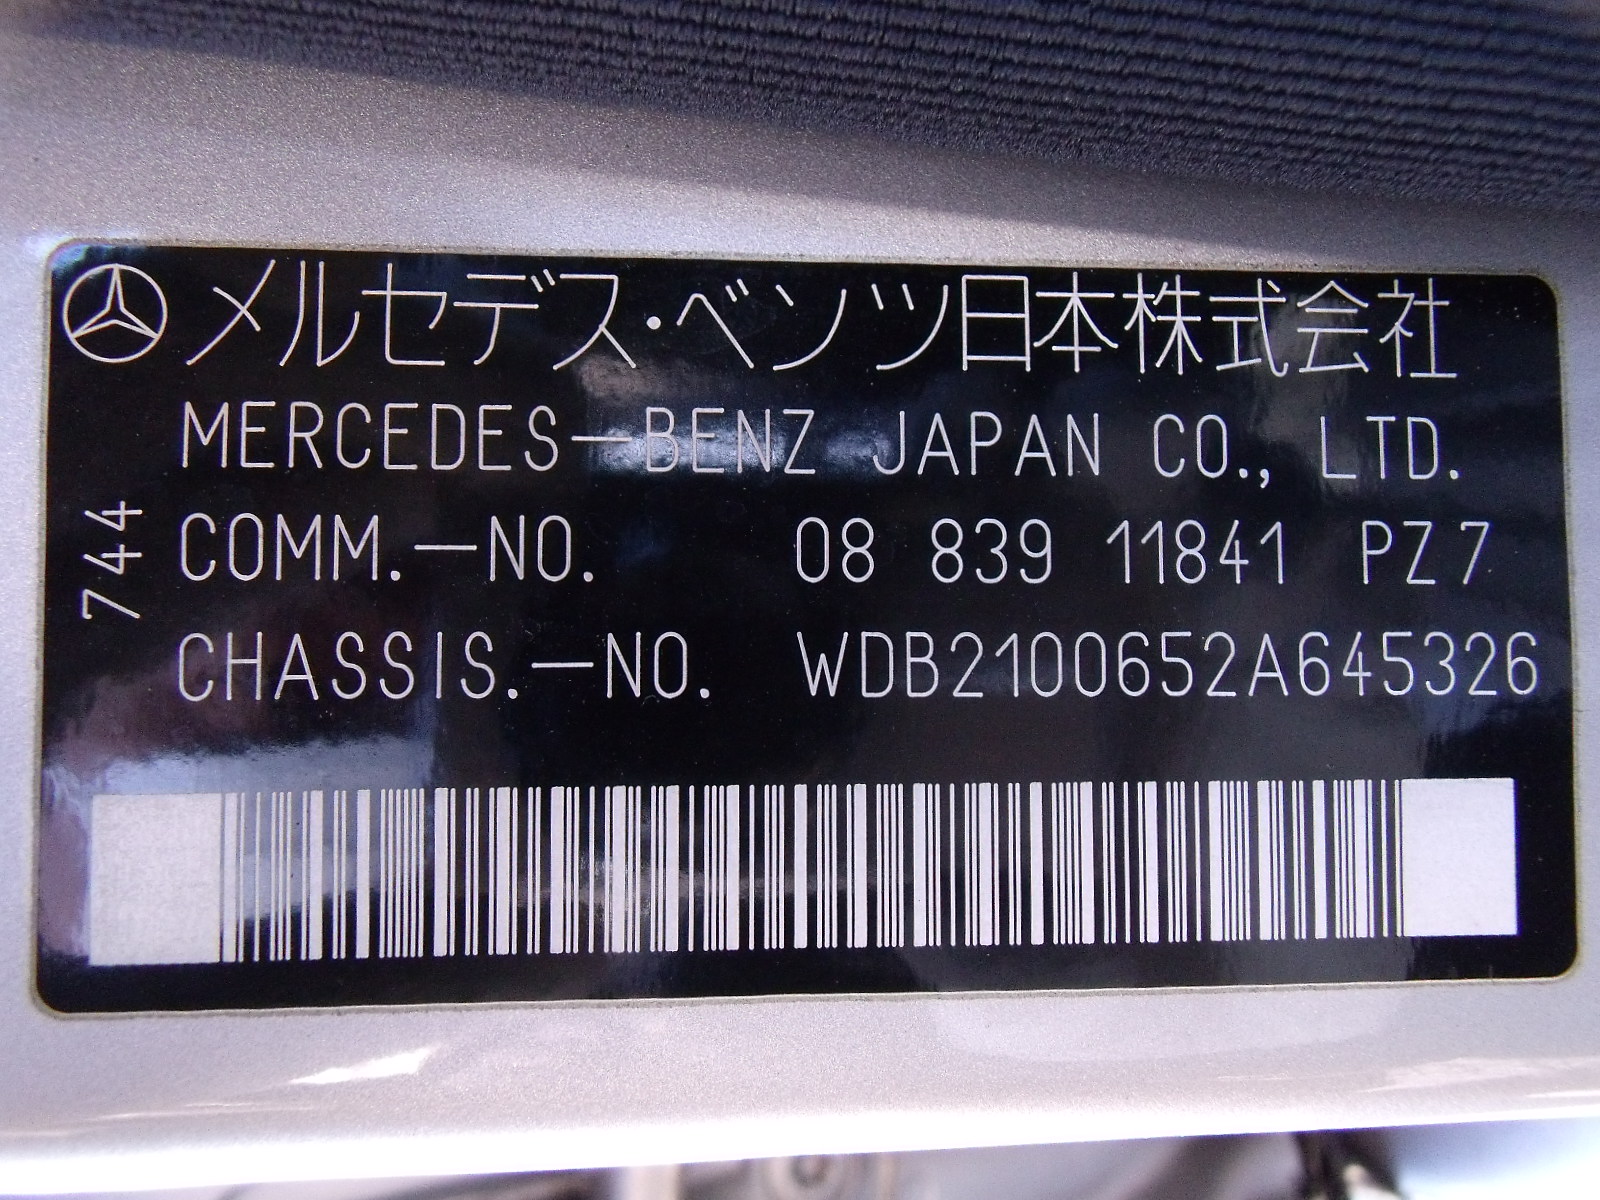 メルセデス・ベンツ日本株式会社
MERCEDES-BENZ JAPAN CO., LTD.
744
COMM.-NO. 08 839 11841 PZ7
CHASSIS.-NO. WDB2100652A645326